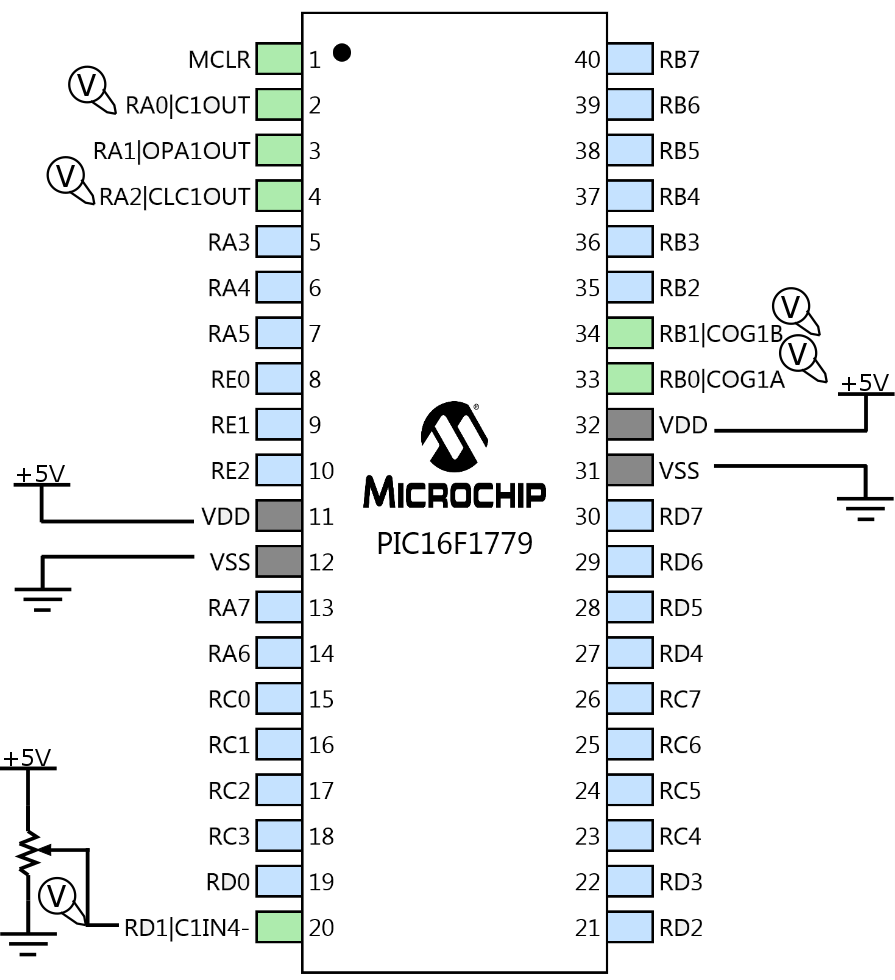 MCLR 1 40 RB7
V
RA0|C1OUT 2 39 RB6
RA1|OPA1OUT 3 38 RB5
V
RA2|CLC1OUT 4 37 RB4
RA3 5 36 RB3
RA4 6 35 RB2
V
RA5 7 34 RB1|COG1B
V
RE0 8 33 RB0|COG1A
+5V
RE1 9 32 VDD
RE2 10 31 VSS
+5V
MICROCHIP ®
VDD 11 30 RD7
PIC16F1779
VSS 12 29 RD6
RA7 13 28 RD5
RA6 14 27 RD4
RC0 15 26 RC7
RC1 16 25 RC6
+5V
RC2 17 24 RC5
RC3 18 23 RC4
RD0 19 22 RD3
V
RD1|C1IN4- 20 21 RD2